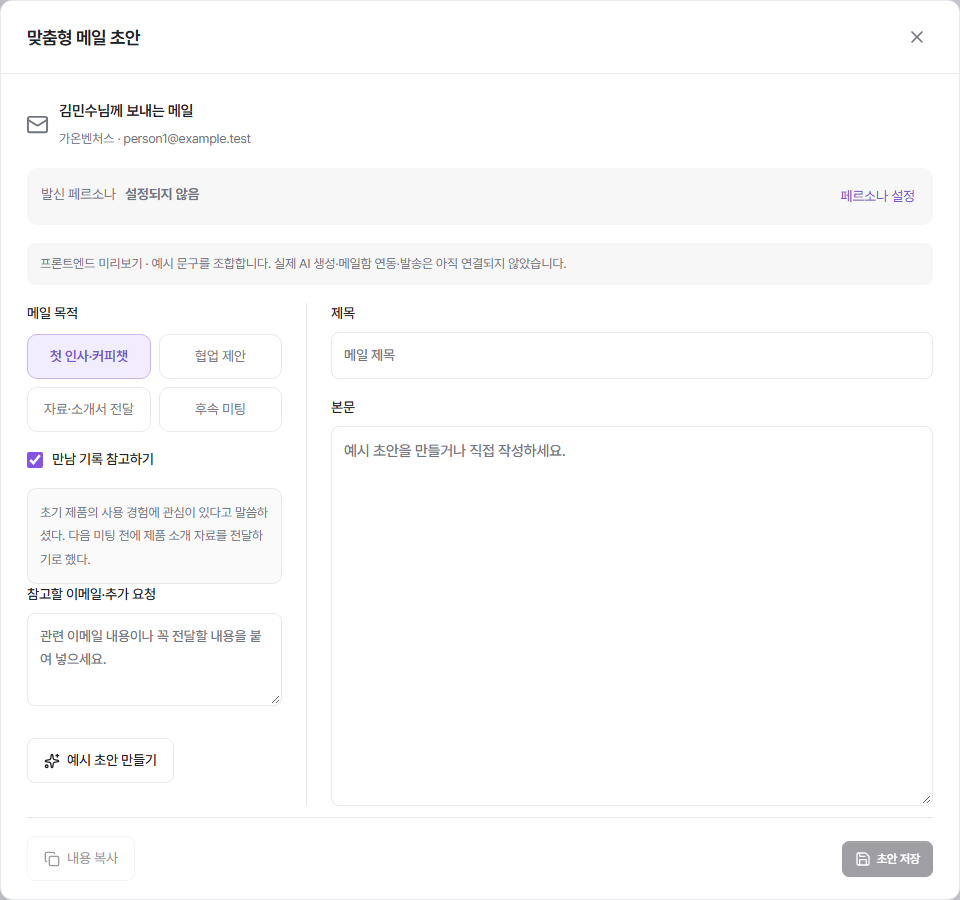 맞춤형 메일 초안
김민수님께 보내는 메일
가온벤처스 · person1@example.test
발신 페르소나 설정되지 않음
페르소나 설정
프론트엔드 미리보기 · 예시 문구를 조합합니다. 실제 AI 생성·메일함 연동·발송은 아직 연결되지 않았습니다.
메일 목적
첫 인사·커피챗
협업 제안
자료·소개서 전달
후속 미팅
만남 기록 참고하기
초기 제품의 사용 경험에 관심이 있다고 말씀하
셨다. 다음 미팅 전에 제품 소개 자료를 전달하
기로 했다.
참고할 이메일·추가 요청
관련 이메일 내용이나 꼭 전달할 내용을 붙
여 넣으세요.
예시 초안 만들기
제목
메일 제목
본문
예시 초안을 만들거나 직접 작성하세요.
내용 복사
초안 저장